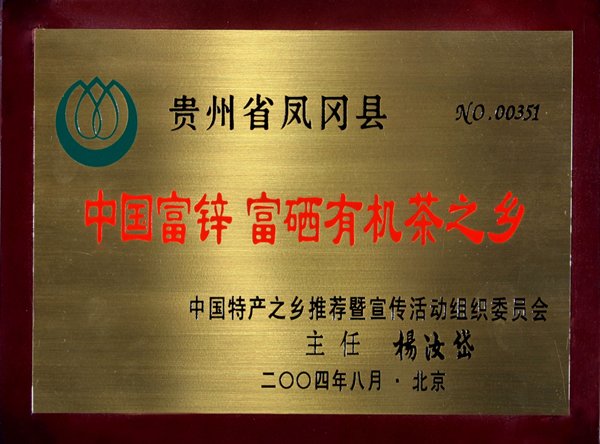 贵州省凤冈县 NO.00351
中国富锌 富硒有机茶之乡
中国特产之乡推荐暨宣传活动组织委员会
主任 楊汝岱
二〇〇四年八月·北京